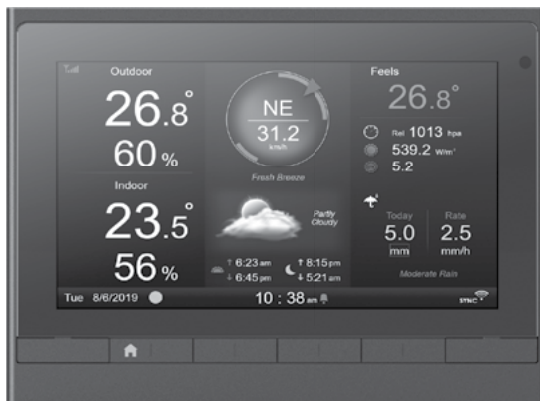 Outdoor
26.8°
60 %
Indoor
23.5°
56 %
NE
31.2
km/h
Fresh Breeze
Partly
Cloudy
↑ 6:23 am
↓ 6:45 pm
↑ 8:15 pm
↓ 5:21 am
Feels
26.8°
Rel 1013 hpa
539.2 W/m²
5.2
Today
5.0
mm
Rate
2.5
mm/h
Moderate Rain
Tue 8/6/2019
10 : 38 am
SYNC